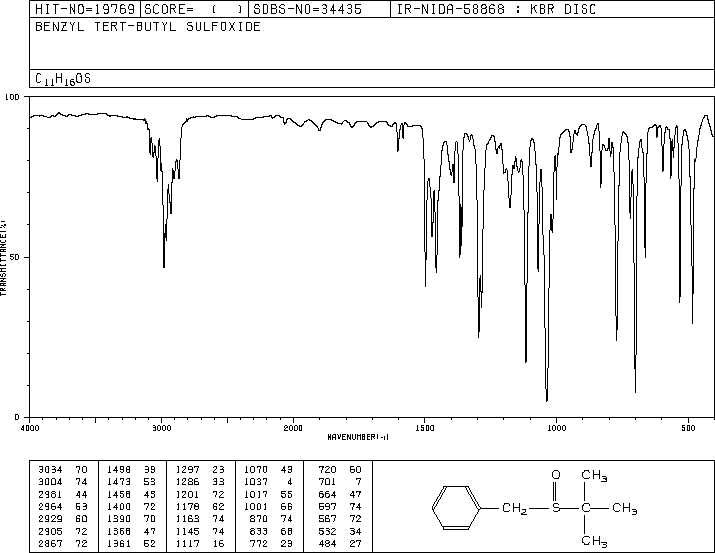 HIT-NO=19769 SCORE= ( ) SDBS-NO=34435 IR-NIDA-58868 : KBR DISC
BENZYL TERT-BUTYL SULFOXIDE
C11H16OS
100
50
0
TRANSMITTANCE(%)
4000 3000 2000 1500 1000 500
WAVENUMBER(-1)
3034 70 1498 39 1297 23 1070 43 720 60
3004 74 1473 53 1286 33 1037 4 701 7
2981 44 1458 43 1201 72 1017 55 664 47
2964 53 1400 72 1178 62 1001 66 597 74
2929 60 1390 70 1163 74 870 74 567 72
2905 72 1368 47 1145 74 833 68 532 34
2867 72 1361 52 1117 16 772 23 484 27
O CH3
CH2 S C CH3
CH3